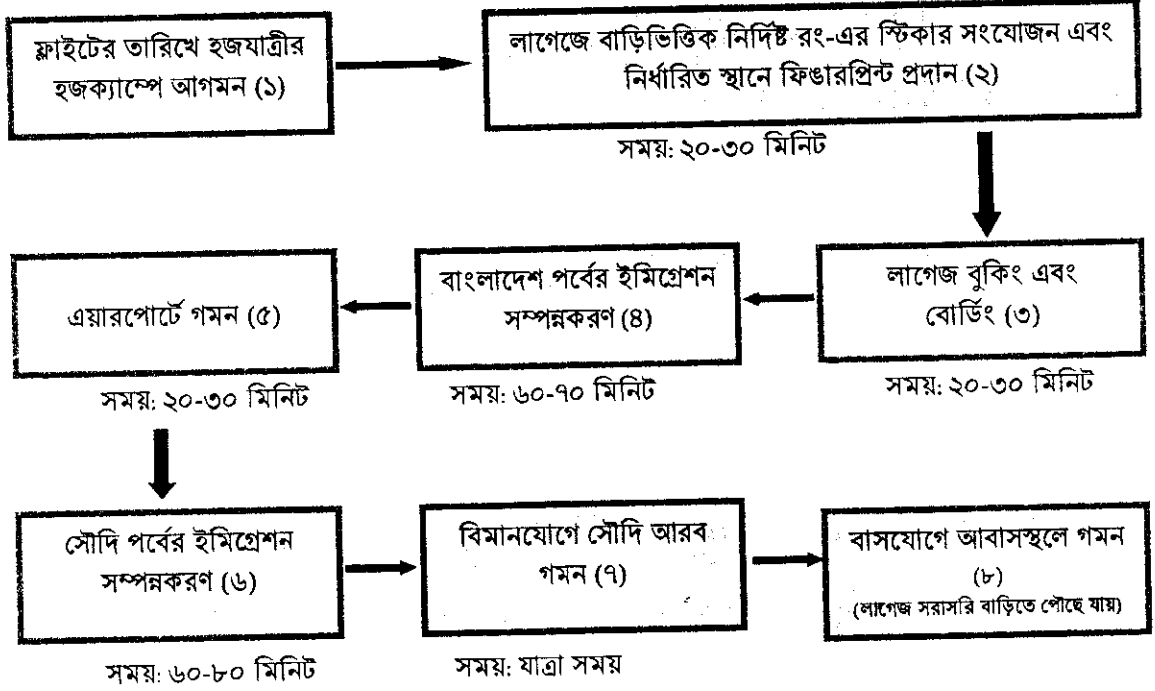 ফ্লাইটের তারিখে হজযাত্রীর
হজক্যাম্পে আগমন (১)
লাগেজে বাড়িভিত্তিক নির্দিষ্ট রং-এর স্টিকার সংযোজন এবং
নির্ধারিত স্থানে ফিঙারপ্রিন্ট প্রদান (২)
সময়: ২০-৩০ মিনিট
লাগেজ বুকিং এবং
বোর্ডিং (৩)
সময়: ২০-৩০ মিনিট
বাংলাদেশ পর্বের ইমিগ্রেশন
সম্পন্নকরণ (৪)
সময়: ৬০-৭০ মিনিট
এয়ারপোর্টে গমন (৫)
সময়: ২০-৩০ মিনিট
সৌদি পর্বের ইমিগ্রেশন
সম্পন্নকরণ (৬)
সময়: ৬০-৮০ মিনিট
বিমানযোগে সৌদি আরব
গমন (৭)
সময়: যাত্রা সময়
বাসযোগে আবাসস্থলে গমন
(৮)
(লাগেজ সরাসরি বাড়িতে পৌছে যায়)